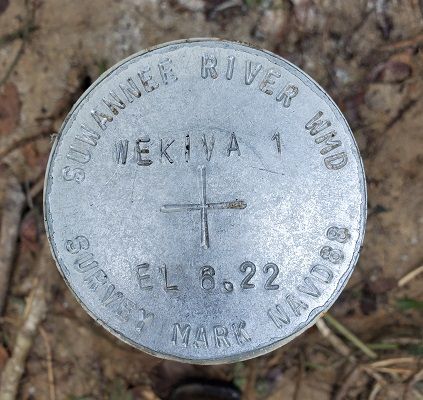 SUWANNEE RIVER WMD
WEKIVA 1
EL 6.22
SURVEY MARK NAVD88